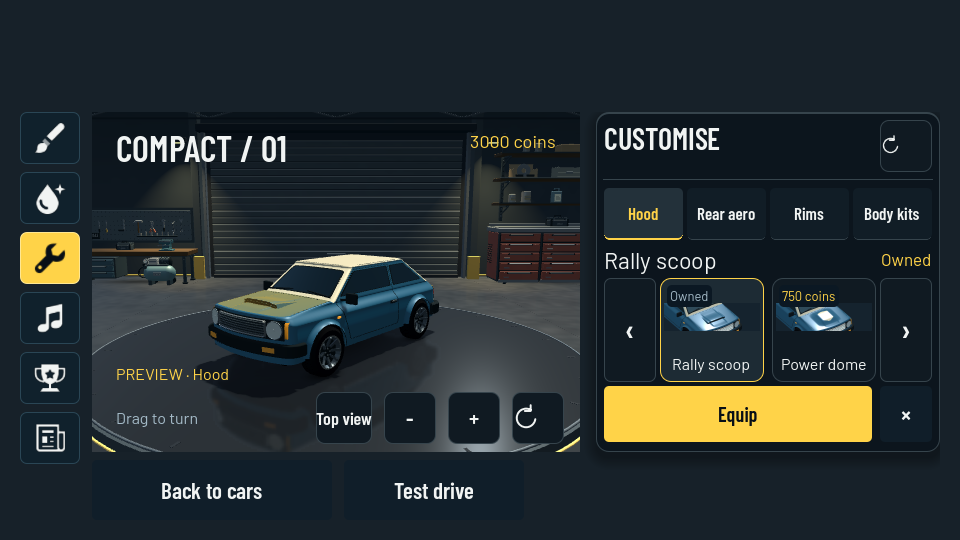 COMPACT / 01
3000 coins
CUSTOMISE
Hood
Rear aero
Rims
Body kits
Rally scoop
Owned
Owned
Rally scoop
750 coins
Power dome
PREVIEW · Hood
Drag to turn
Top view
-
+
Equip
×
Back to cars
Test drive